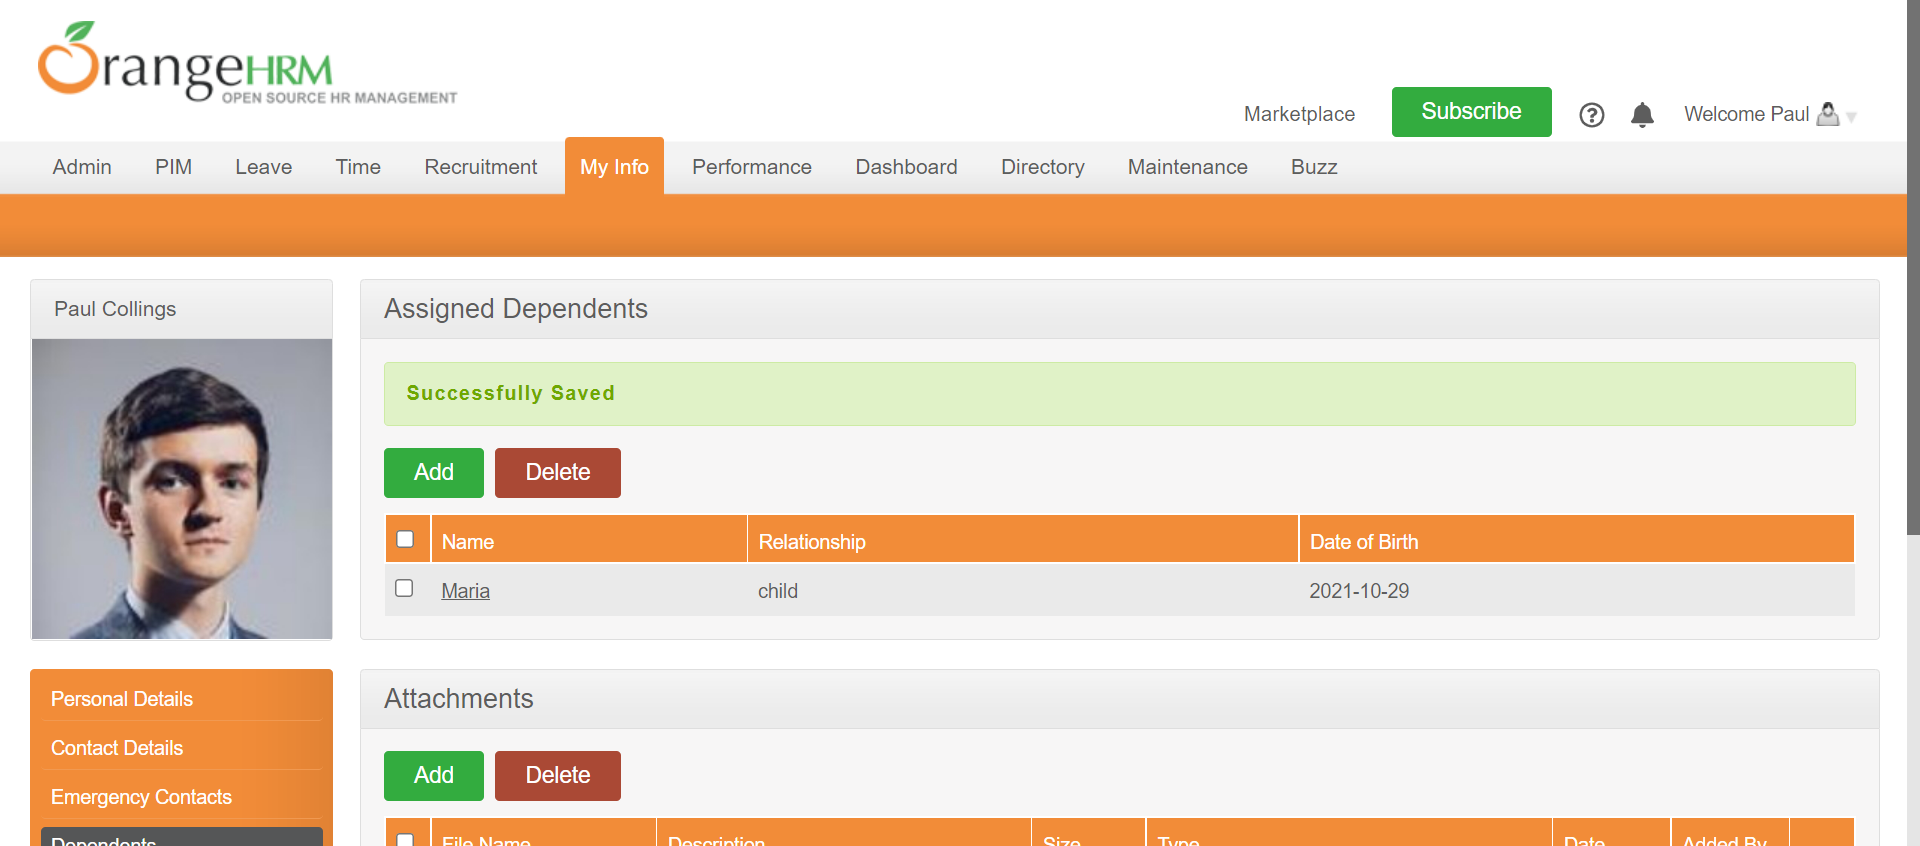 OrangeHRM
OPEN SOURCE HR MANAGEMENT
Marketplace
Subscribe
?
Welcome Paul
Admin PIM Leave Time Recruitment My Info Performance Dashboard Directory Maintenance Buzz
Paul Collings
Assigned Dependents
Successfully Saved
Add Delete
Name Relationship Date of Birth
Maria child 2021-10-29
Personal Details
Contact Details
Emergency Contacts
Dependents
Attachments
Add Delete
File Name Description Size Type Date Added By